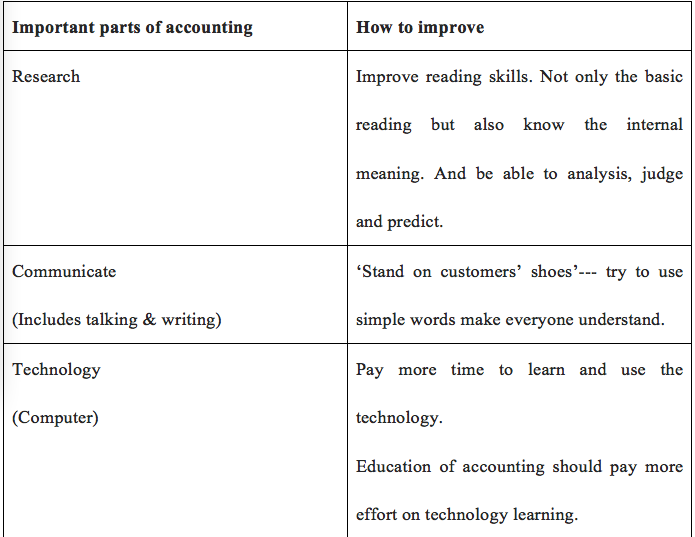 Important parts of accounting
How to improve
Research
Improve reading skills. Not only the basic
reading but also know the internal
meaning. And be able to analysis, judge
and predict.
Communicate
(Includes talking & writing)
‘Stand on customers’ shoes’--- try to use
simple words make everyone understand.
Technology
(Computer)
Pay more time to learn and use the
technology.
Education of accounting should pay more
effort on technology learning.